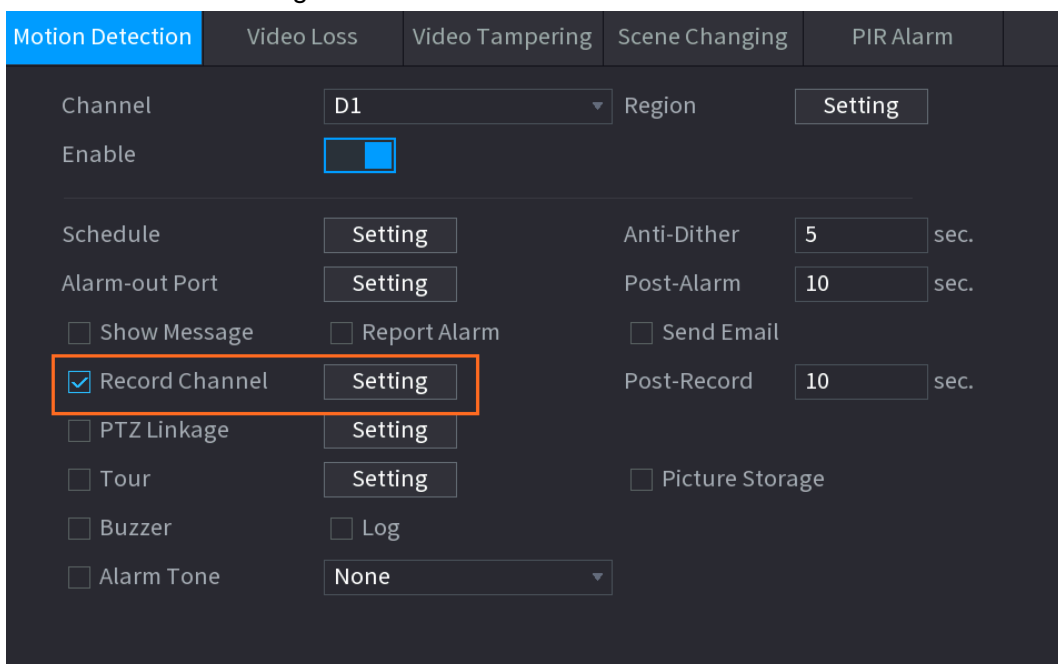 Motion Detection Video Loss Video Tampering Scene Changing PIR Alarm
Channel D1 Region Setting
Enable
Schedule Setting Anti-Dither 5 sec.
Alarm-out Port Setting Post-Alarm 10 sec.
Show Message Report Alarm Send Email
Record Channel Setting Post-Record 10 sec.
PTZ Linkage Setting
Tour Setting Picture Storage
Buzzer Log
Alarm Tone None